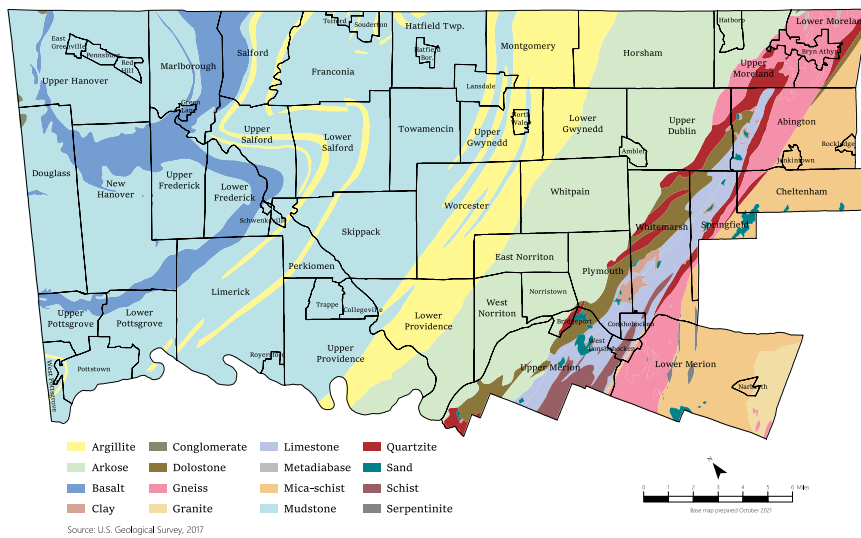 Hatboro
Lower Moreland
Telford
Souderton
Hatfield Twp.
East
Greenville
Pennsburg
Red
Hill
Upper Hanover
Marlborough
Salford
Franconia
Hatfield
Bor.
Montgomery
Horsham
Upper
Moreland
Bryn Athyn
Lansdale
Green
Lane
Upper
Salford
Lower
Salford
Towamencin
Upper
Gwynedd
North
Wales
Lower
Gwynedd
Upper
Dublin
Abington
Ambler
Jenkintown
Rockledge
Douglass
New
Hanover
Upper
Frederick
Lower
Frederick
Schwenksville
Skippack
Worcester
Whitpain
Whitemarsh
Springfield
Cheltenham
Perkiomen
East Norriton
Plymouth
Limerick
Trappe
Collegeville
Lower
Providence
West
Norriton
Norristown
Bridgeport
Conshohocken
West
Conshohocken
Upper
Pottsgrove
Lower
Pottsgrove
West Pottsgrove
Pottstown
Royersford
Upper
Providence
Upper Merion
Lower Merion
Narberth
Argillite
Arkose
Basalt
Clay
Conglomerate
Dolostone
Gneiss
Granite
Limestone
Metadiabase
Mica-schist
Mudstone
Quartzite
Sand
Schist
Serpentinite
N
0 1 2 3 4 5 6 Miles
Base map prepared October 2021
Source: U.S. Geological Survey, 2017